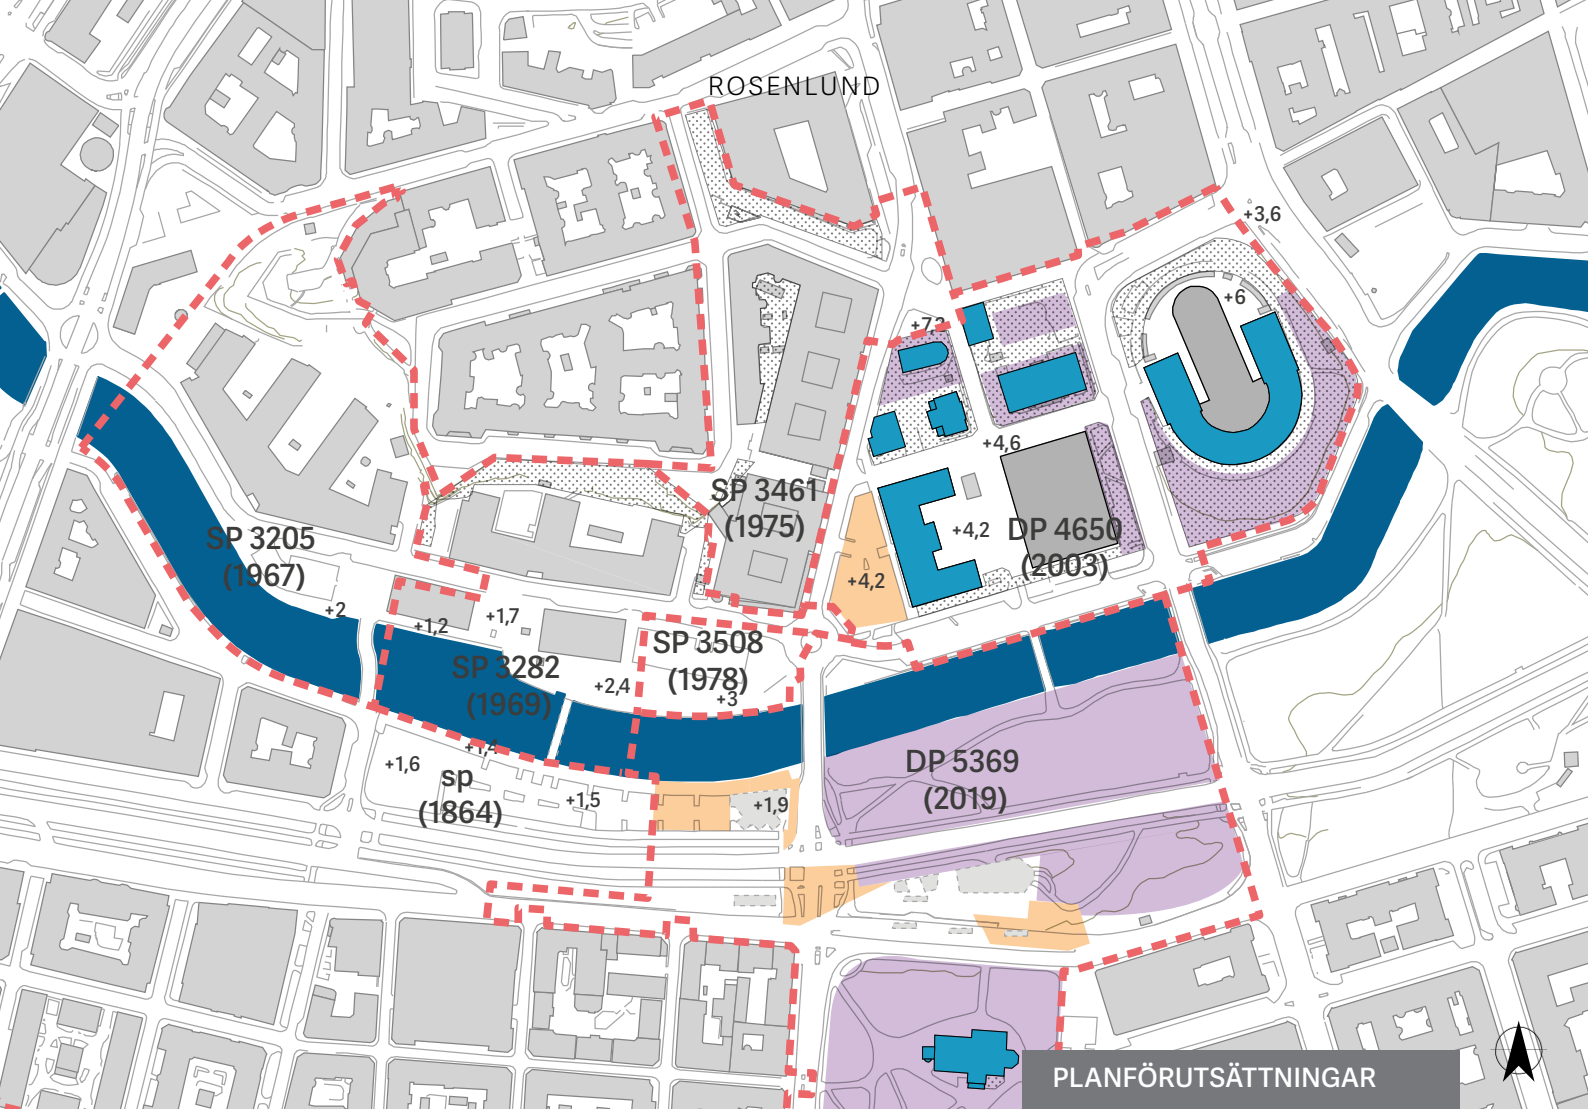 ROSENLUND
+3,6
+6
+7,3
+4,6
SP 3461
(1975)
+4,2
DP 4650
(2003)
SP 3205
(1967)
+4,2
+2
+1,2
+1,7
SP 3508
(1978)
SP 3282
(1969)
+2,4
+3
+1,4
+1,6
sp
(1864)
+1,5
+1,9
DP 5369
(2019)
PLANFÖRUTSÄTTNINGAR